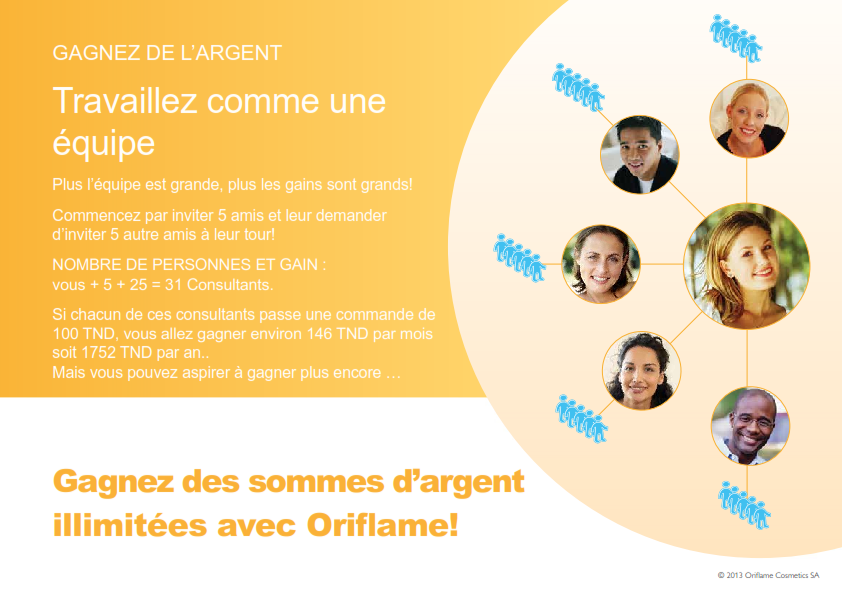 GAGNEZ DE L’ARGENT
Travaillez comme une
équipe
Plus l’équipe est grande, plus les gains sont grands!
Commencez par inviter 5 amis et leur demander
d’inviter 5 autre amis à leur tour!
NOMBRE DE PERSONNES ET GAIN :
vous + 5 + 25 = 31 Consultants.
Si chacun de ces consultants passe une commande de
100 TND, vous allez gagner environ 146 TND par mois
soit 1752 TND par an..
Mais vous pouvez aspirer à gagner plus encore …
Gagnez des sommes d’argent
illimitées avec Oriflame!
© 2013 Oriflame Cosmetics SA